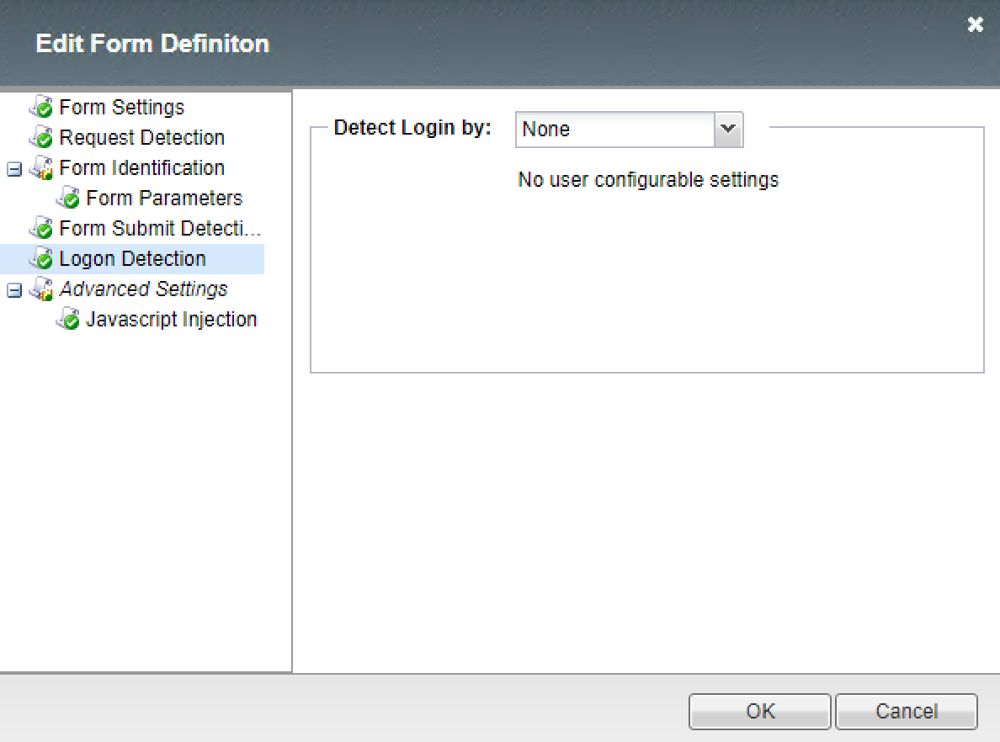 Edit Form Definiton
Form Settings
Request Detection
Form Identification
Form Parameters
Form Submit Detecti...
Logon Detection
Advanced Settings
Javascript Injection
Detect Login by: None
No user configurable settings
OK Cancel